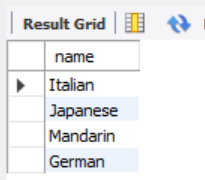 Result Grid
name
Italian
Japanese
Mandarin
German